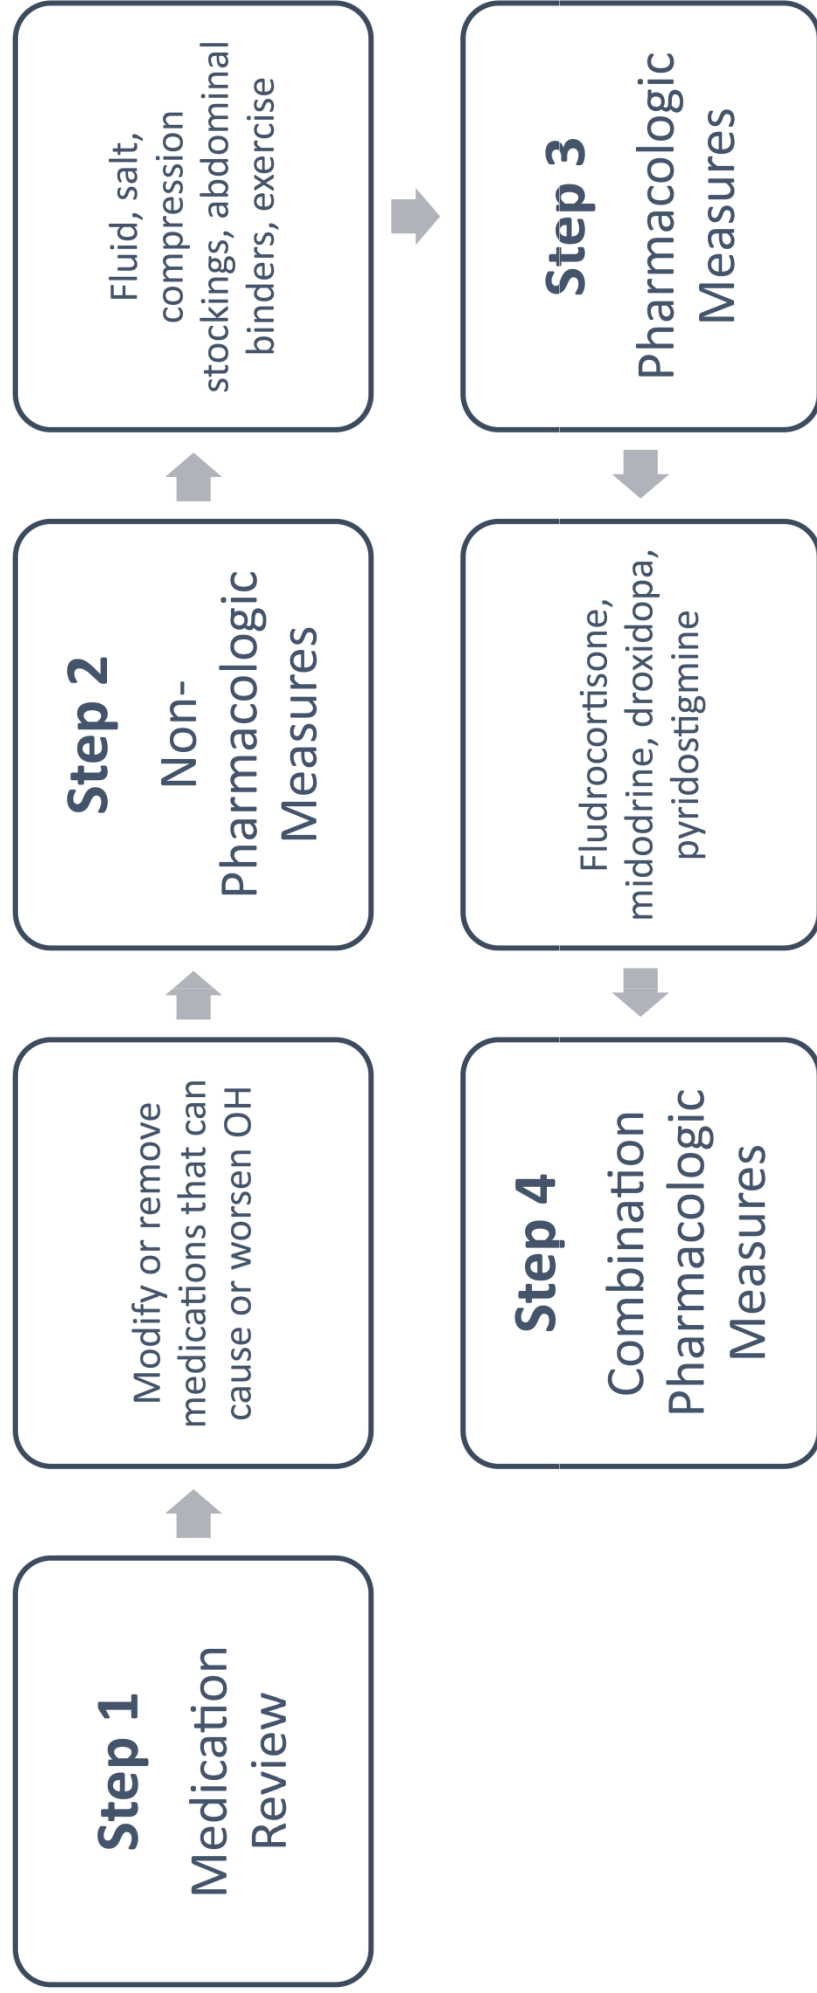 Step 1
Medication
Review
Modify or remove
medications that can
cause or worsen OH
Step 2
Non-
Pharmacologic
Measures
Fluid, salt,
compression
stockings, abdominal
binders, exercise
Step 3
Pharmacologic
Measures
Fludrocortisone,
midodrine, droxidopa,
pyridostigmine
Step 4
Combination
Pharmacologic
Measures